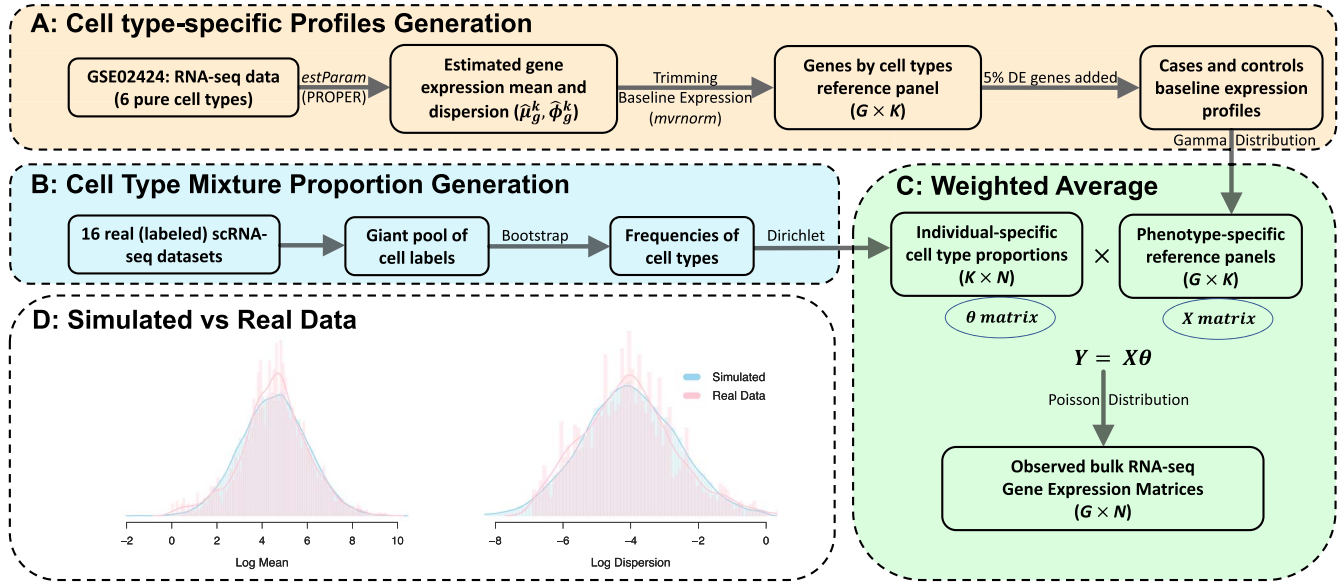 A: Cell type-specific Profiles Generation
GSE02424: RNA-seq data
(6 pure cell types)
estParam
(PROPER)
Estimated gene
expression mean and
dispersion (μ̂_g^k, ϕ̂_g^k)
Trimming
Baseline Expression
(mvrnorm)
Genes by cell types
reference panel
(G × K)
5% DE genes added
Cases and controls
baseline expression
profiles
Gamma Distribution
B: Cell Type Mixture Proportion Generation
16 real (labeled) scRNA-
seq datasets
Giant pool of
cell labels
Bootstrap
Frequencies of
cell types
Dirichlet
C: Weighted Average
Individual-specific
cell type proportions
(K × N)
×
Phenotype-specific
reference panels
(G × K)
θ matrix
X matrix
Y = Xθ
Poisson Distribution
Observed bulk RNA-seq
Gene Expression Matrices
(G × N)
D: Simulated vs Real Data
Simulated
Real Data
−2 0 2 4 6 8 10
Log Mean
−8 −6 −4 −2 0
Log Dispersion